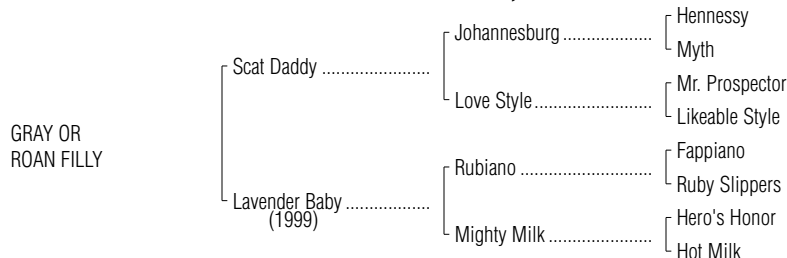 Hennessy
Johannesburg ....................
Myth
Scat Daddy .......................
Mr. Prospector
Love Style..........................
Likeable Style
GRAY OR
ROAN FILLY
Fappiano
Rubiano .............................
Ruby Slippers
Lavender Baby ..................
(1999)
Hero's Honor
Mighty Milk .......................
Hot Milk